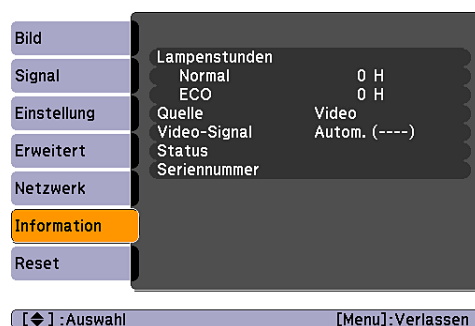 Bild
Signal
Einstellung
Erweitert
Netzwerk
Information
Reset
Lampenstunden
Normal 0 H
ECO 0 H
Quelle Video
Video-Signal Autom. (----)
Status
Seriennummer
[◆] :Auswahl [Menu]:Verlassen